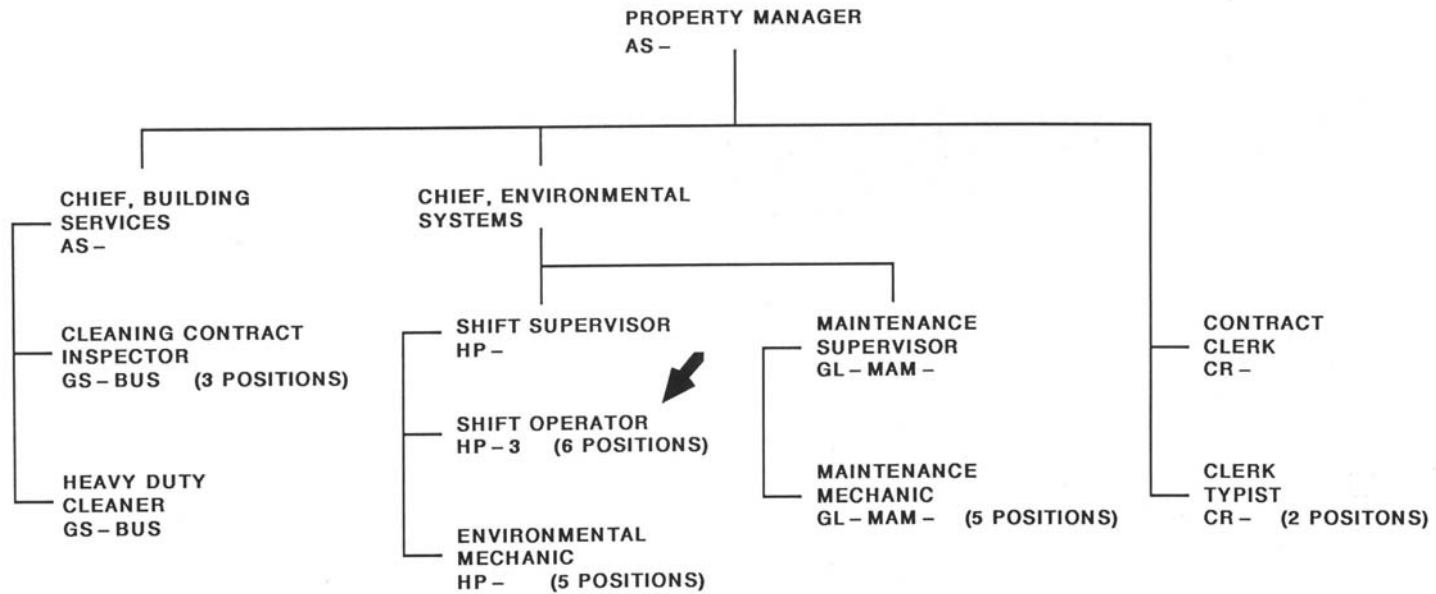 PROPERTY MANAGER
AS –
CHIEF, BUILDING
SERVICES
AS –
CHIEF, ENVIRONMENTAL
SYSTEMS
CLEANING CONTRACT
INSPECTOR
GS – BUS (3 POSITIONS)
HEAVY DUTY
CLEANER
GS – BUS
SHIFT SUPERVISOR
HP –
SHIFT OPERATOR
HP – 3 (6 POSITIONS)
ENVIRONMENTAL
MECHANIC
HP – (5 POSITIONS)
MAINTENANCE
SUPERVISOR
GL – MAM –
MAINTENANCE
MECHANIC
GL – MAM – (5 POSITIONS)
CONTRACT
CLERK
CR –
CLERK
TYPIST
CR – (2 POSITONS)